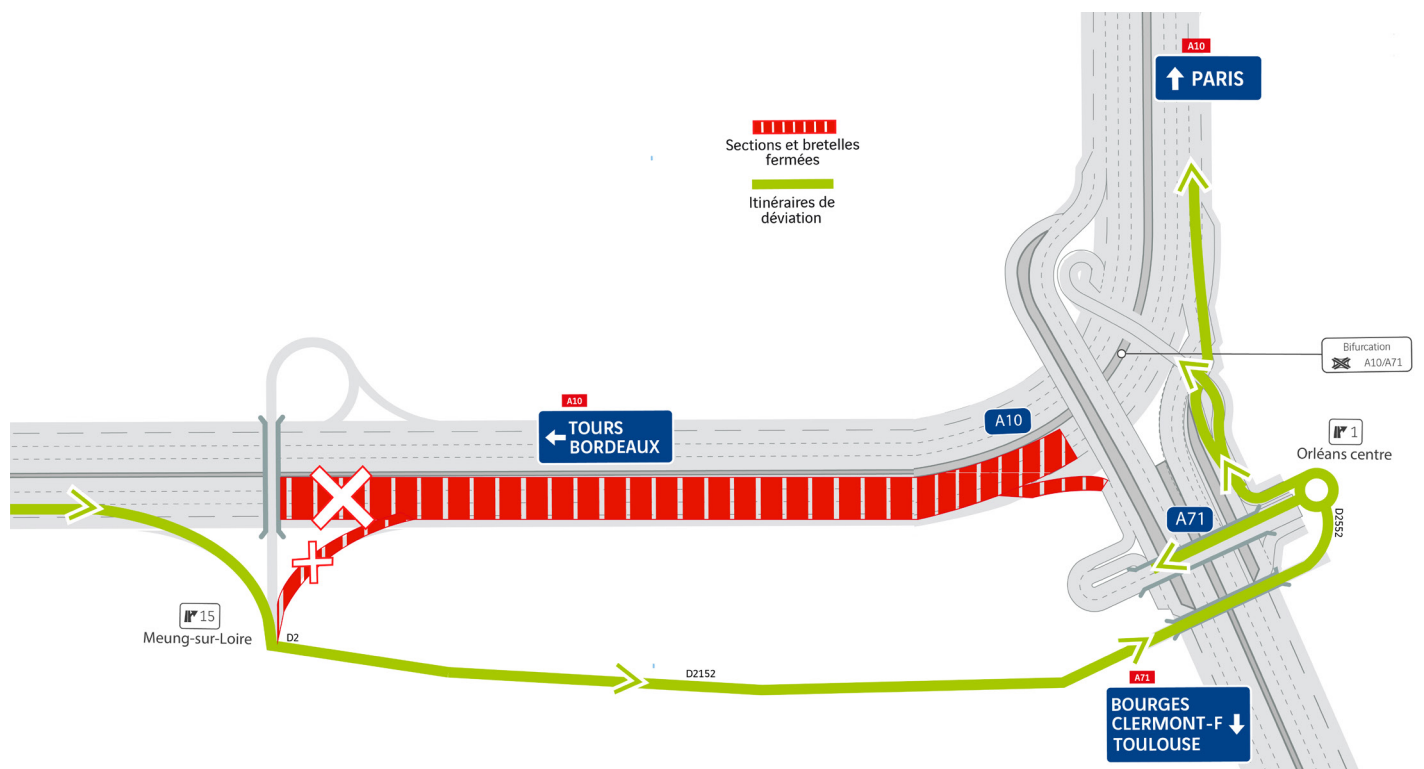 A10
PARIS
Sections et bretelles
fermées
Itinéraires de
déviation
Bifurcation
A10/A71
A10
TOURS
BORDEAUX
A10
1
Orléans centre
A71
D2552
15
Meung-sur-Loire
D2
D2152
A71
BOURGES
CLERMONT-F
TOULOUSE